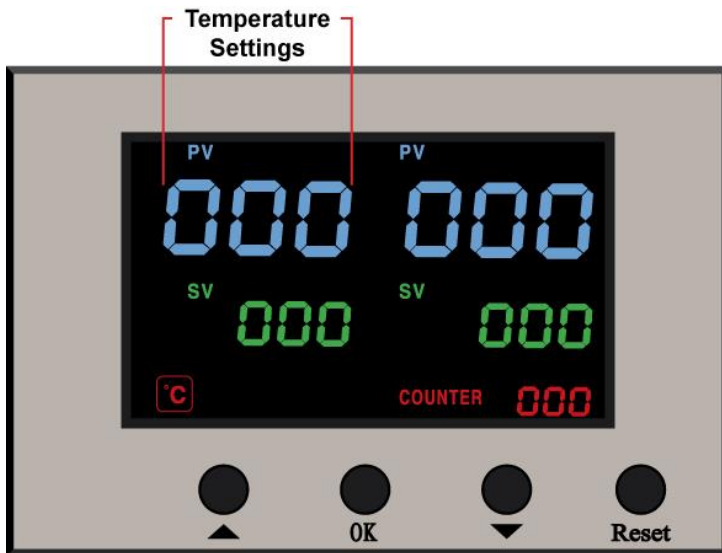 Temperature
Settings
PV PV
000 000
SV SV
000 000
°C COUNTER 000
▲ OK ▼ Reset